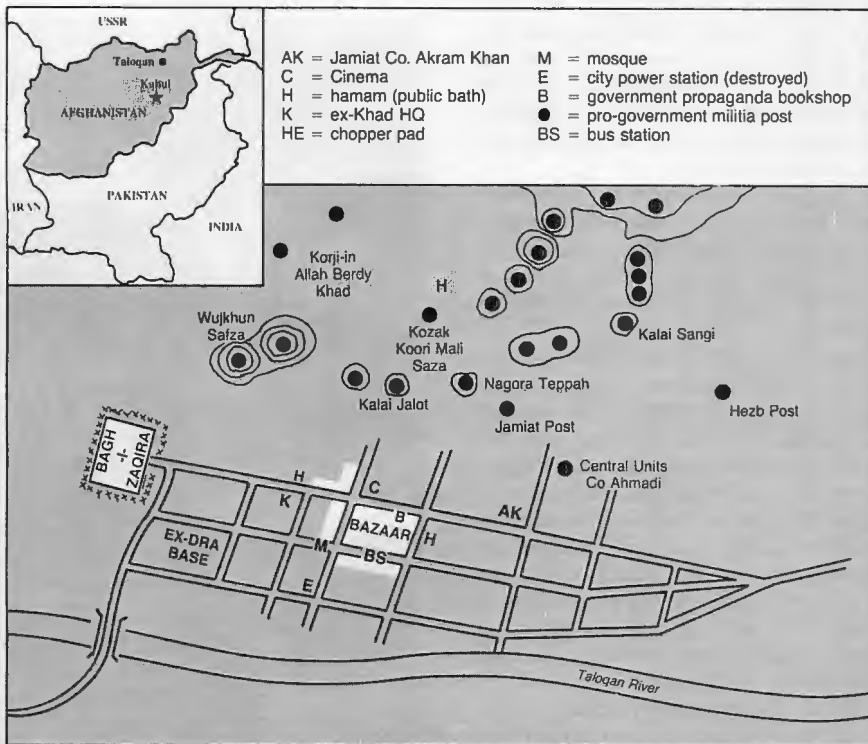 USSR
Taloqan
Kabul
AFGHANISTAN
IRAN
PAKISTAN
INDIA
AK = Jamiat Co. Akram Khan
C = Cinema
H = hamam (public bath)
K = ex-Khad HQ
HE = chopper pad
M = mosque
E = city power station (destroyed)
B = government propaganda bookshop
● = pro-government militia post
BS = bus station
Korji-in
Allah Berdy
Khad
H
Wujkhun
Safza
Kozak
Koori Mali
Saza
Kalai Sangi
Kalai Jalot
Nagora Teppah
Jamiat Post
Hezb Post
BAGH
ZAQIRA
Central Units
Co Ahmadi
H
K
C
B
AK
BAZAAR
H
EX-DRA
BASE
M
BS
E
Taloqan River